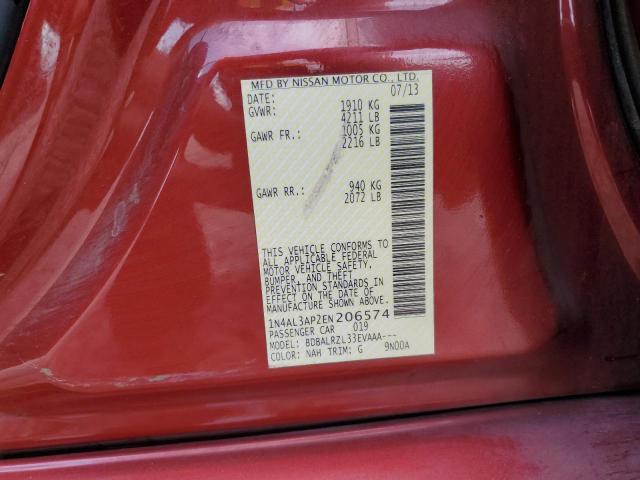 MFD BY NISSAN MOTOR CO., LTD.
DATE: 07/13
GVWR: 1910 KG
4211 LB
GAWR FR.: 1005 KG
2216 LB
GAWR RR.: 940 KG
2072 LB
THIS VEHICLE CONFORMS TO
ALL APPLICABLE FEDERAL
MOTOR VEHICLE SAFETY,
BUMPER, AND THEFT
PREVENTION STANDARDS IN
EFFECT ON THE DATE OF
MANUFACTURE SHOWN ABOVE.
1N4AL3AP2EN206574
PASSENGER CAR 019
MODEL: BDBALRZL33EVAAA---
COLOR: NAH TRIM: G 9N00A